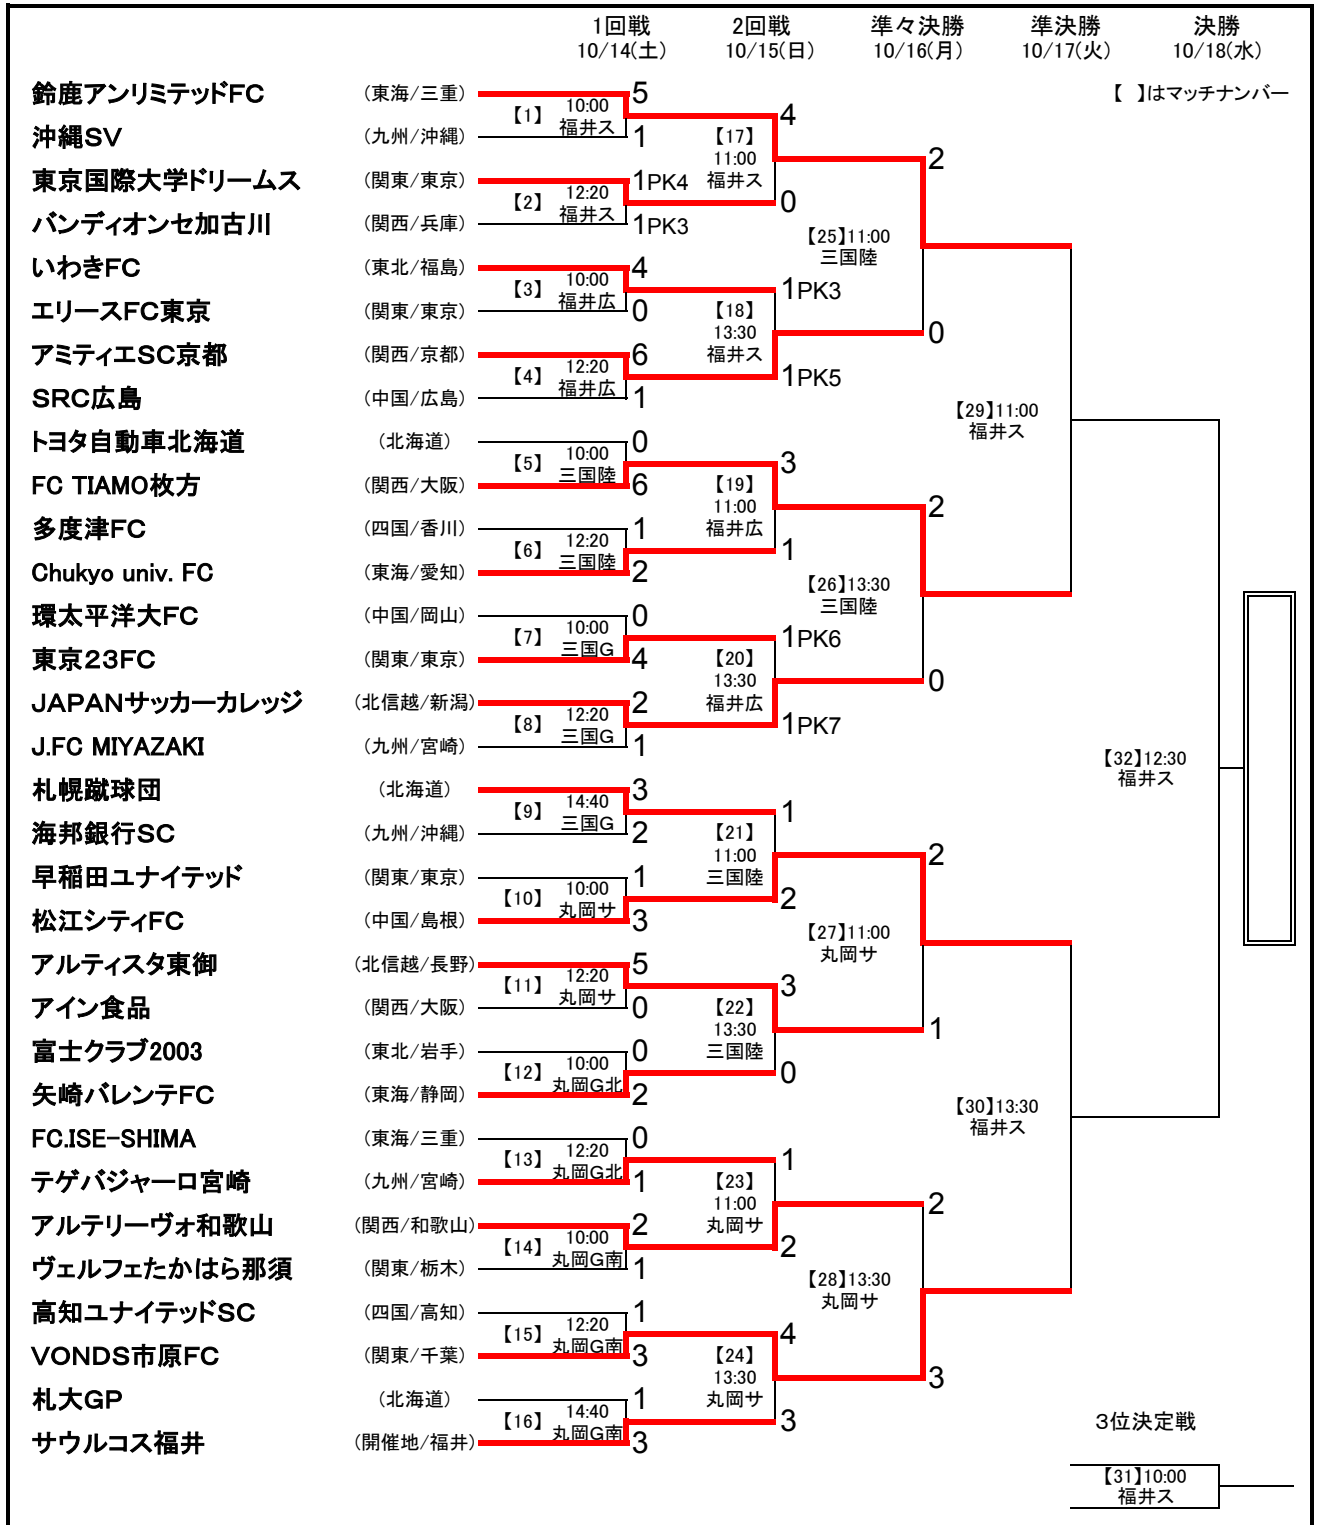 1回戦 2回戦 準々決勝 準決勝 決勝
10/14(土) 10/15(日) 10/16(月) 10/17(火) 10/18(水)
【 】はマッチナンバー
鈴鹿アンリミテッドFC (東海/三重) 5
【1】 10:00 福井ス
沖縄SV (九州/沖縄) 1
4
【17】 11:00 福井ス
0
東京国際大学ドリームス (関東/東京) 1PK4
【2】 12:20 福井ス
バンディオンセ加古川 (関西/兵庫) 1PK3
2
【25】11:00
三国陸
0
いわきFC (東北/福島) 4
【3】 10:00 福井広
エリースFC東京 (関東/東京) 0
1PK3
【18】 13:30 福井ス
1PK5
アミティエSC京都 (関西/京都) 6
【4】 12:20 福井広
SRC広島 (中国/広島) 1
【29】11:00
福井ス
トヨタ自動車北海道 (北海道) 0
【5】 10:00 三国陸
FC TIAMO枚方 (関西/大阪) 6
3
【19】 11:00 福井広
1
多度津FC (四国/香川) 1
【6】 12:20 三国陸
Chukyo univ. FC (東海/愛知) 2
2
【26】13:30
三国陸
0
環太平洋大FC (中国/岡山) 0
【7】 10:00 三国G
東京23FC (関東/東京) 4
1PK6
【20】 13:30 福井広
1PK7
JAPANサッカーカレッジ (北信越/新潟) 2
【8】 12:20 三国G
J.FC MIYAZAKI (九州/宮崎) 1
【32】12:30
福井ス
札幌蹴球団 (北海道) 3
【9】 14:40 三国G
海邦銀行SC (九州/沖縄) 2
1
【21】 11:00 三国陸
2
早稲田ユナイテッド (関東/東京) 1
【10】 10:00 丸岡サ
松江シティFC (中国/島根) 3
2
【27】11:00
丸岡サ
1
アルティスタ東御 (北信越/長野) 5
【11】 12:20 丸岡サ
アイン食品 (関西/大阪) 0
3
【22】 13:30 三国陸
0
富士クラブ2003 (東北/岩手) 0
【12】 10:00 丸岡G北
矢崎バレンテFC (東海/静岡) 2
【30】13:30
福井ス
FC.ISE-SHIMA (東海/三重) 0
【13】 12:20 丸岡G北
テゲバジャーロ宮崎 (九州/宮崎) 1
1
【23】 11:00 丸岡サ
2
アルテリーヴォ和歌山 (関西/和歌山) 2
【14】 10:00 丸岡G南
ヴェルフェたかはら那須 (関東/栃木) 1
2
【28】13:30
丸岡サ
3
高知ユナイテッドSC (四国/高知) 1
【15】 12:20 丸岡G南
VONDS市原FC (関東/千葉) 3
4
【24】 13:30 丸岡サ
3
札大GP (北海道) 1
【16】 14:40 丸岡G南
サウルコス福井 (開催地/福井) 3
3位決定戦
【31】10:00
福井ス